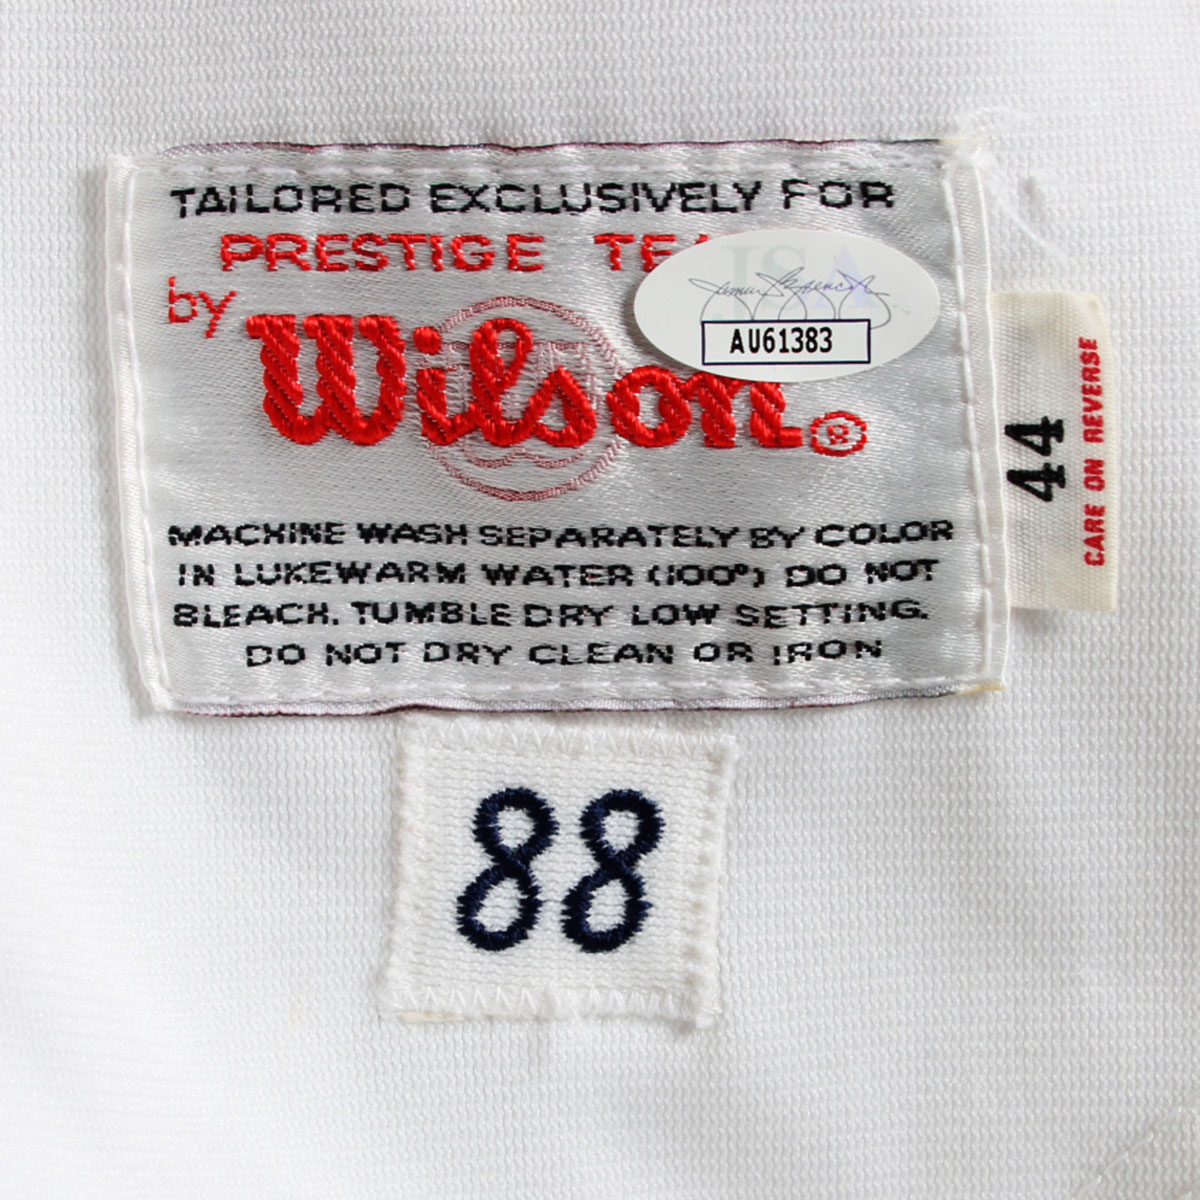 TAILORED EXCLUSIVELY FOR
PRESTIGE
by Wilson®
JSA
AU61383
MACHINE WASH SEPARATELY BY COLOR
IN LUKEWARM WATER (100°) DO NOT
BLEACH. TUMBLE DRY LOW SETTING.
DO NOT DRY CLEAN OR IRON
44
CARE ON REVERSE
88